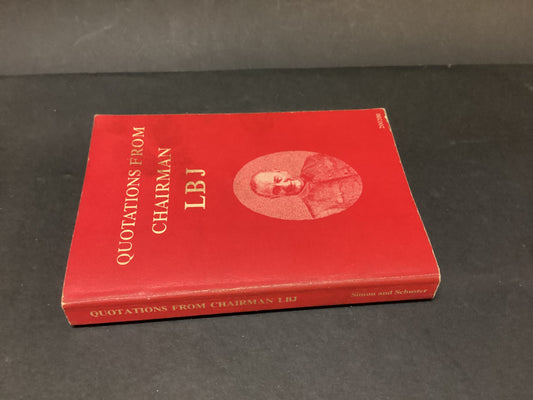 QUOTATIONS FROM
CHAIRMAN
LBJ
QUOTATIONS FROM CHAIRMAN LBJ
Simon and Schuster